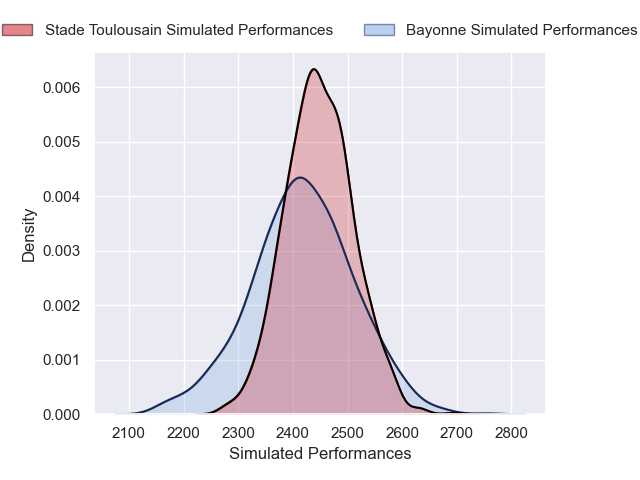 Stade Toulousain Simulated Performances Bayonne Simulated Performances
0.006
0.005
0.004
0.003
0.002
0.001
0.000
Density
2100 2200 2300 2400 2500 2600 2700 2800
Simulated Performances